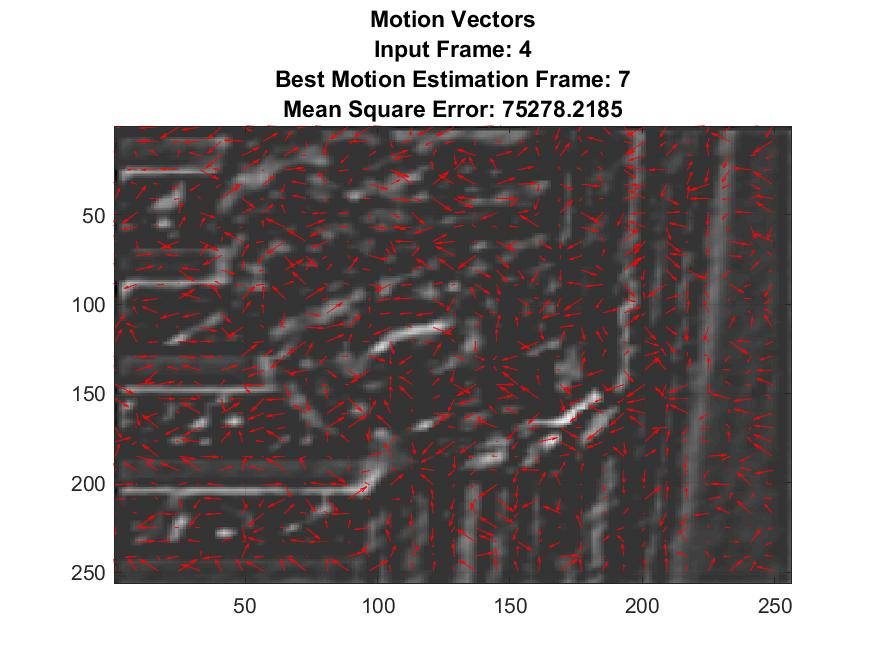 Motion Vectors
Input Frame: 4
Best Motion Estimation Frame: 7
Mean Square Error: 75278.2185
50
100
150
200
250
50
100
150
200
250